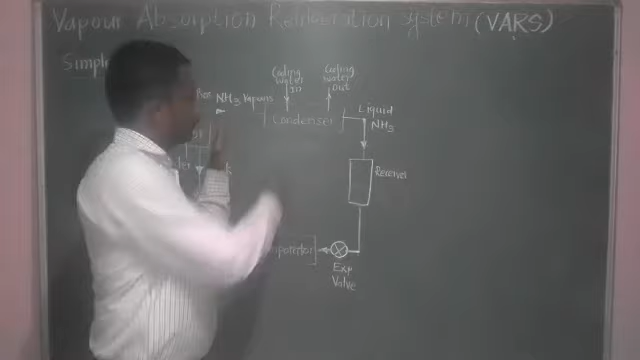 Vapour Absorption Refrigeration system (VARS)
Simple
Cooling water in
Cooling water out
NH3 Vapours
Condenser
Liquid
NH3
Receiver
Exp
Valve